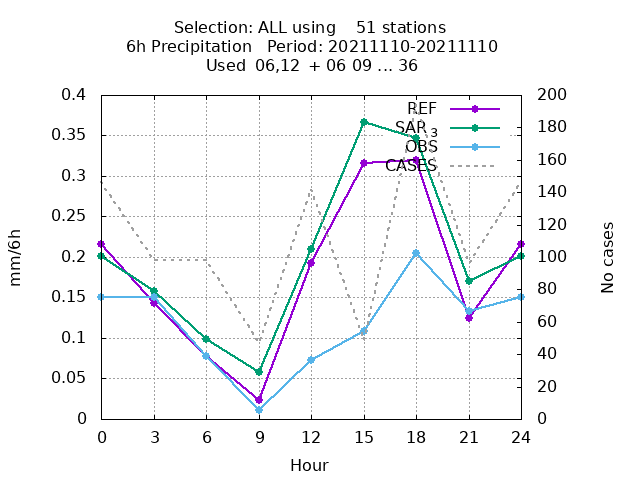 Selection: ALL using    51 stations
6h Precipitation   Period: 20211110-20211110
Used  06,12  + 06 09 ... 36
0.4
0.35
0.3
0.25
0.2
0.15
0.1
0.05
0
mm/6h
REF
SAR 3
OBS
CASES
200
180
160
140
120
100
80
60
40
20
0
No cases
0 3 6 9 12 15 18 21 24
Hour